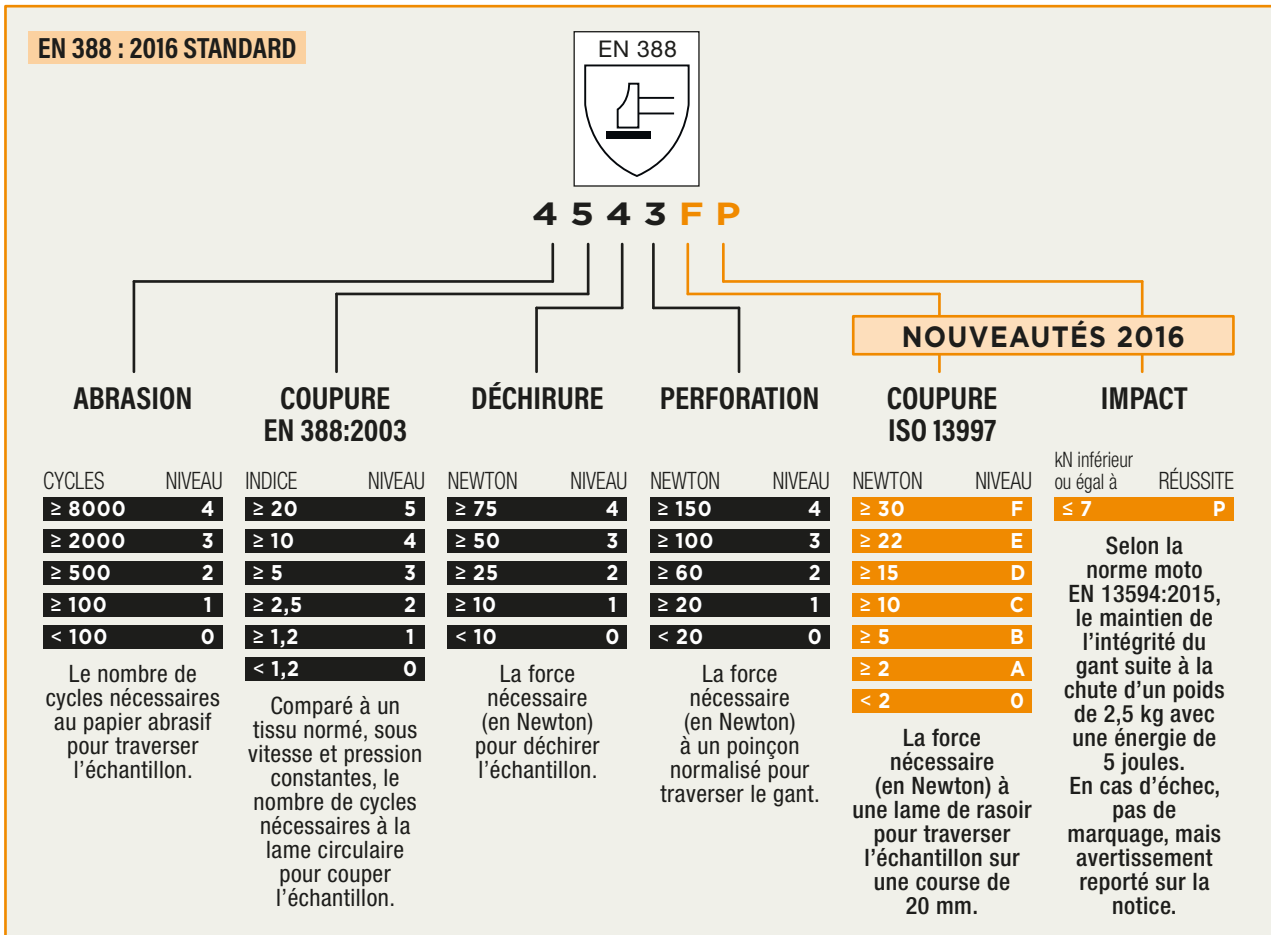 EN 388 : 2016 STANDARD
EN 388
4 5 4 3 F P
NOUVEAUTÉS 2016
ABRASION
CYCLES NIVEAU
≥ 8000 4
≥ 2000 3
≥ 500 2
≥ 100 1
< 100 0
Le nombre de
cycles nécessaires
au papier abrasif
pour traverser
l’échantillon.
COUPURE
EN 388:2003
INDICE NIVEAU
≥ 20 5
≥ 10 4
≥ 5 3
≥ 2,5 2
≥ 1,2 1
< 1,2 0
Comparé à un
tissu normé, sous
vitesse et pression
constantes, le
nombre de cycles
nécessaires à la
lame circulaire
pour couper
l’échantillon.
DÉCHIRURE
NEWTON NIVEAU
≥ 75 4
≥ 50 3
≥ 25 2
≥ 10 1
< 10 0
La force
nécessaire
(en Newton)
pour déchirer
l’échantillon.
PERFORATION
NEWTON NIVEAU
≥ 150 4
≥ 100 3
≥ 60 2
≥ 20 1
< 20 0
La force
nécessaire
(en Newton)
à un poinçon
normalisé pour
traverser le gant.
COUPURE
ISO 13997
NEWTON NIVEAU
≥ 30 F
≥ 22 E
≥ 15 D
≥ 10 C
≥ 5 B
≥ 2 A
< 2 0
La force
nécessaire
(en Newton) à
une lame de rasoir
pour traverser
l’échantillon sur
une course de
20 mm.
IMPACT
kN inférieur
ou égal à RÉUSSITE
≤ 7 P
Selon la
norme moto
EN 13594:2015,
le maintien de
l’intégrité du
gant suite à la
chute d’un poids
de 2,5 kg avec
une énergie de
5 joules.
En cas d’échec,
pas de
marquage, mais
avertissement
reporté sur la
notice.